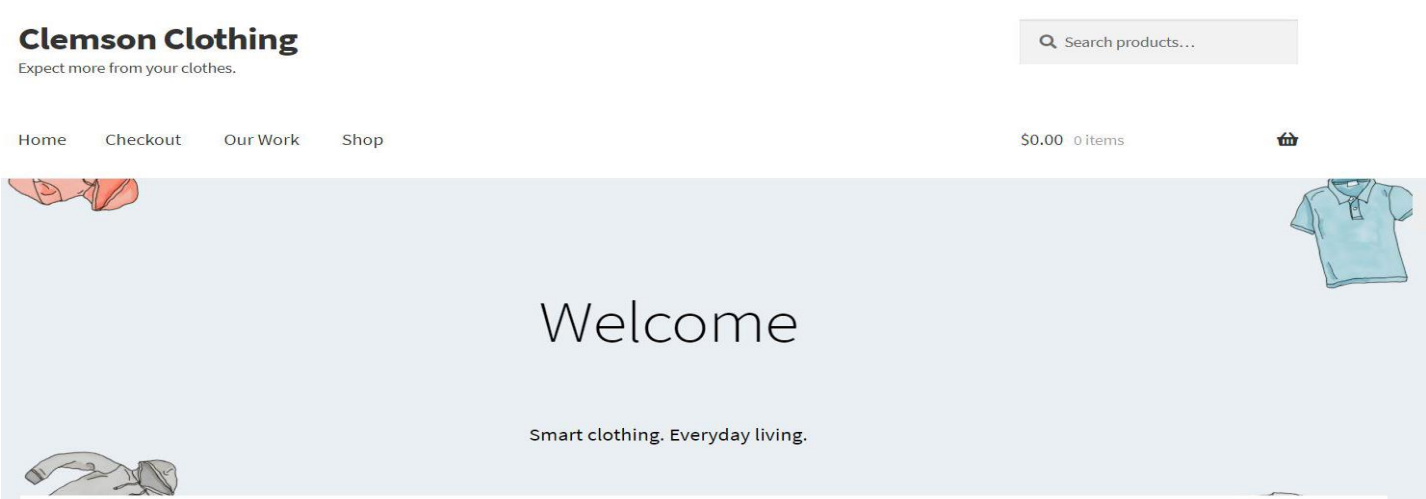 Clemson Clothing
Expect more from your clothes.
Search products...
Home Checkout Our Work Shop
$0.00 0 items
Welcome
Smart clothing. Everyday living.